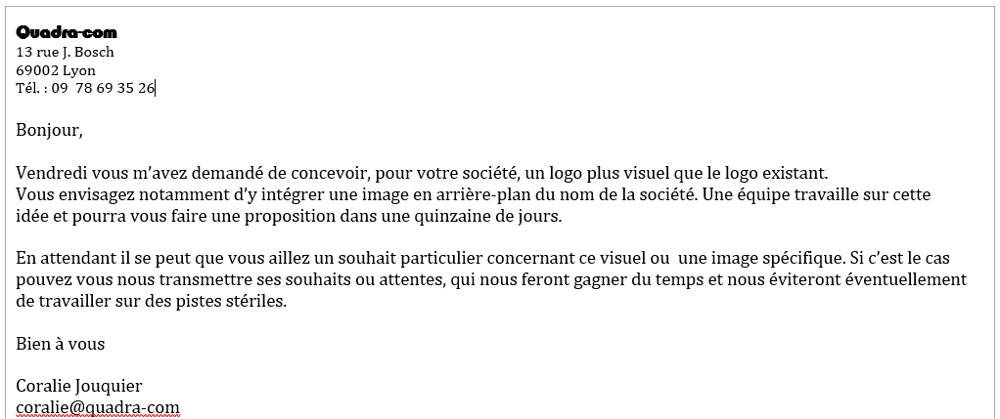 Quadra-com
13 rue J. Bosch
69002 Lyon
Tél. : 09  78 69 35 26
Bonjour,
Vendredi vous m’avez demandé de concevoir, pour votre société, un logo plus visuel que le logo existant.
Vous envisagez notamment d’y intégrer une image en arrière-plan du nom de la société. Une équipe travaille sur cette
idée et pourra vous faire une proposition dans une quinzaine de jours.
En attendant il se peut que vous aillez un souhait particulier concernant ce visuel ou  une image spécifique. Si c’est le cas
pouvez vous nous transmettre ses souhaits ou attentes, qui nous feront gagner du temps et nous éviteront éventuellement
de travailler sur des pistes stériles.
Bien à vous
Coralie Jouquier
coralie@quadra-com